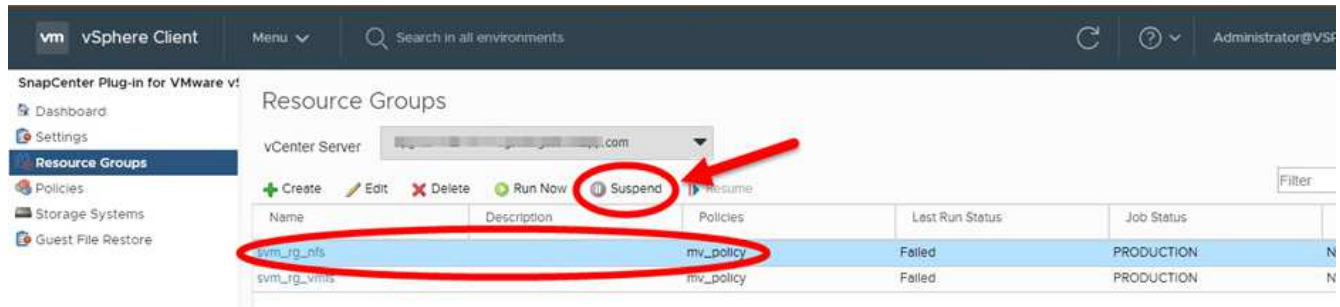 vm vSphere Client Menu Search in all environments Administrator@VSP
SnapCenter Plug-in for VMware vS
Dashboard
Settings
Resource Groups
Policies
Storage Systems
Guest File Restore
Resource Groups
vCenter Server .com
Create Edit Delete Run Now Suspend Resume Filter
Name Description Policies Last Run Status Job Status
svm_rg_nfs mv_policy Failed PRODUCTION N
svm_rg_vmfs mv_policy Failed PRODUCTION N